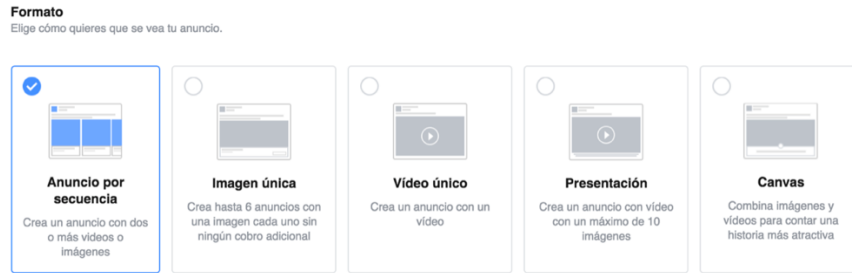 Formato
Elige cómo quieres que se vea tu anuncio.
Anuncio por
secuencia
Crea un anuncio con dos
o más videos o
imágenes
Imagen única
Crea hasta 6 anuncios con
una imagen cada uno sin
ningún cobro adicional
Vídeo único
Crea un anuncio con un
vídeo
Presentación
Crea un anuncio con vídeo
con un máximo de 10
imágenes
Canvas
Combina imágenes y
vídeos para contar una
historia más atractiva